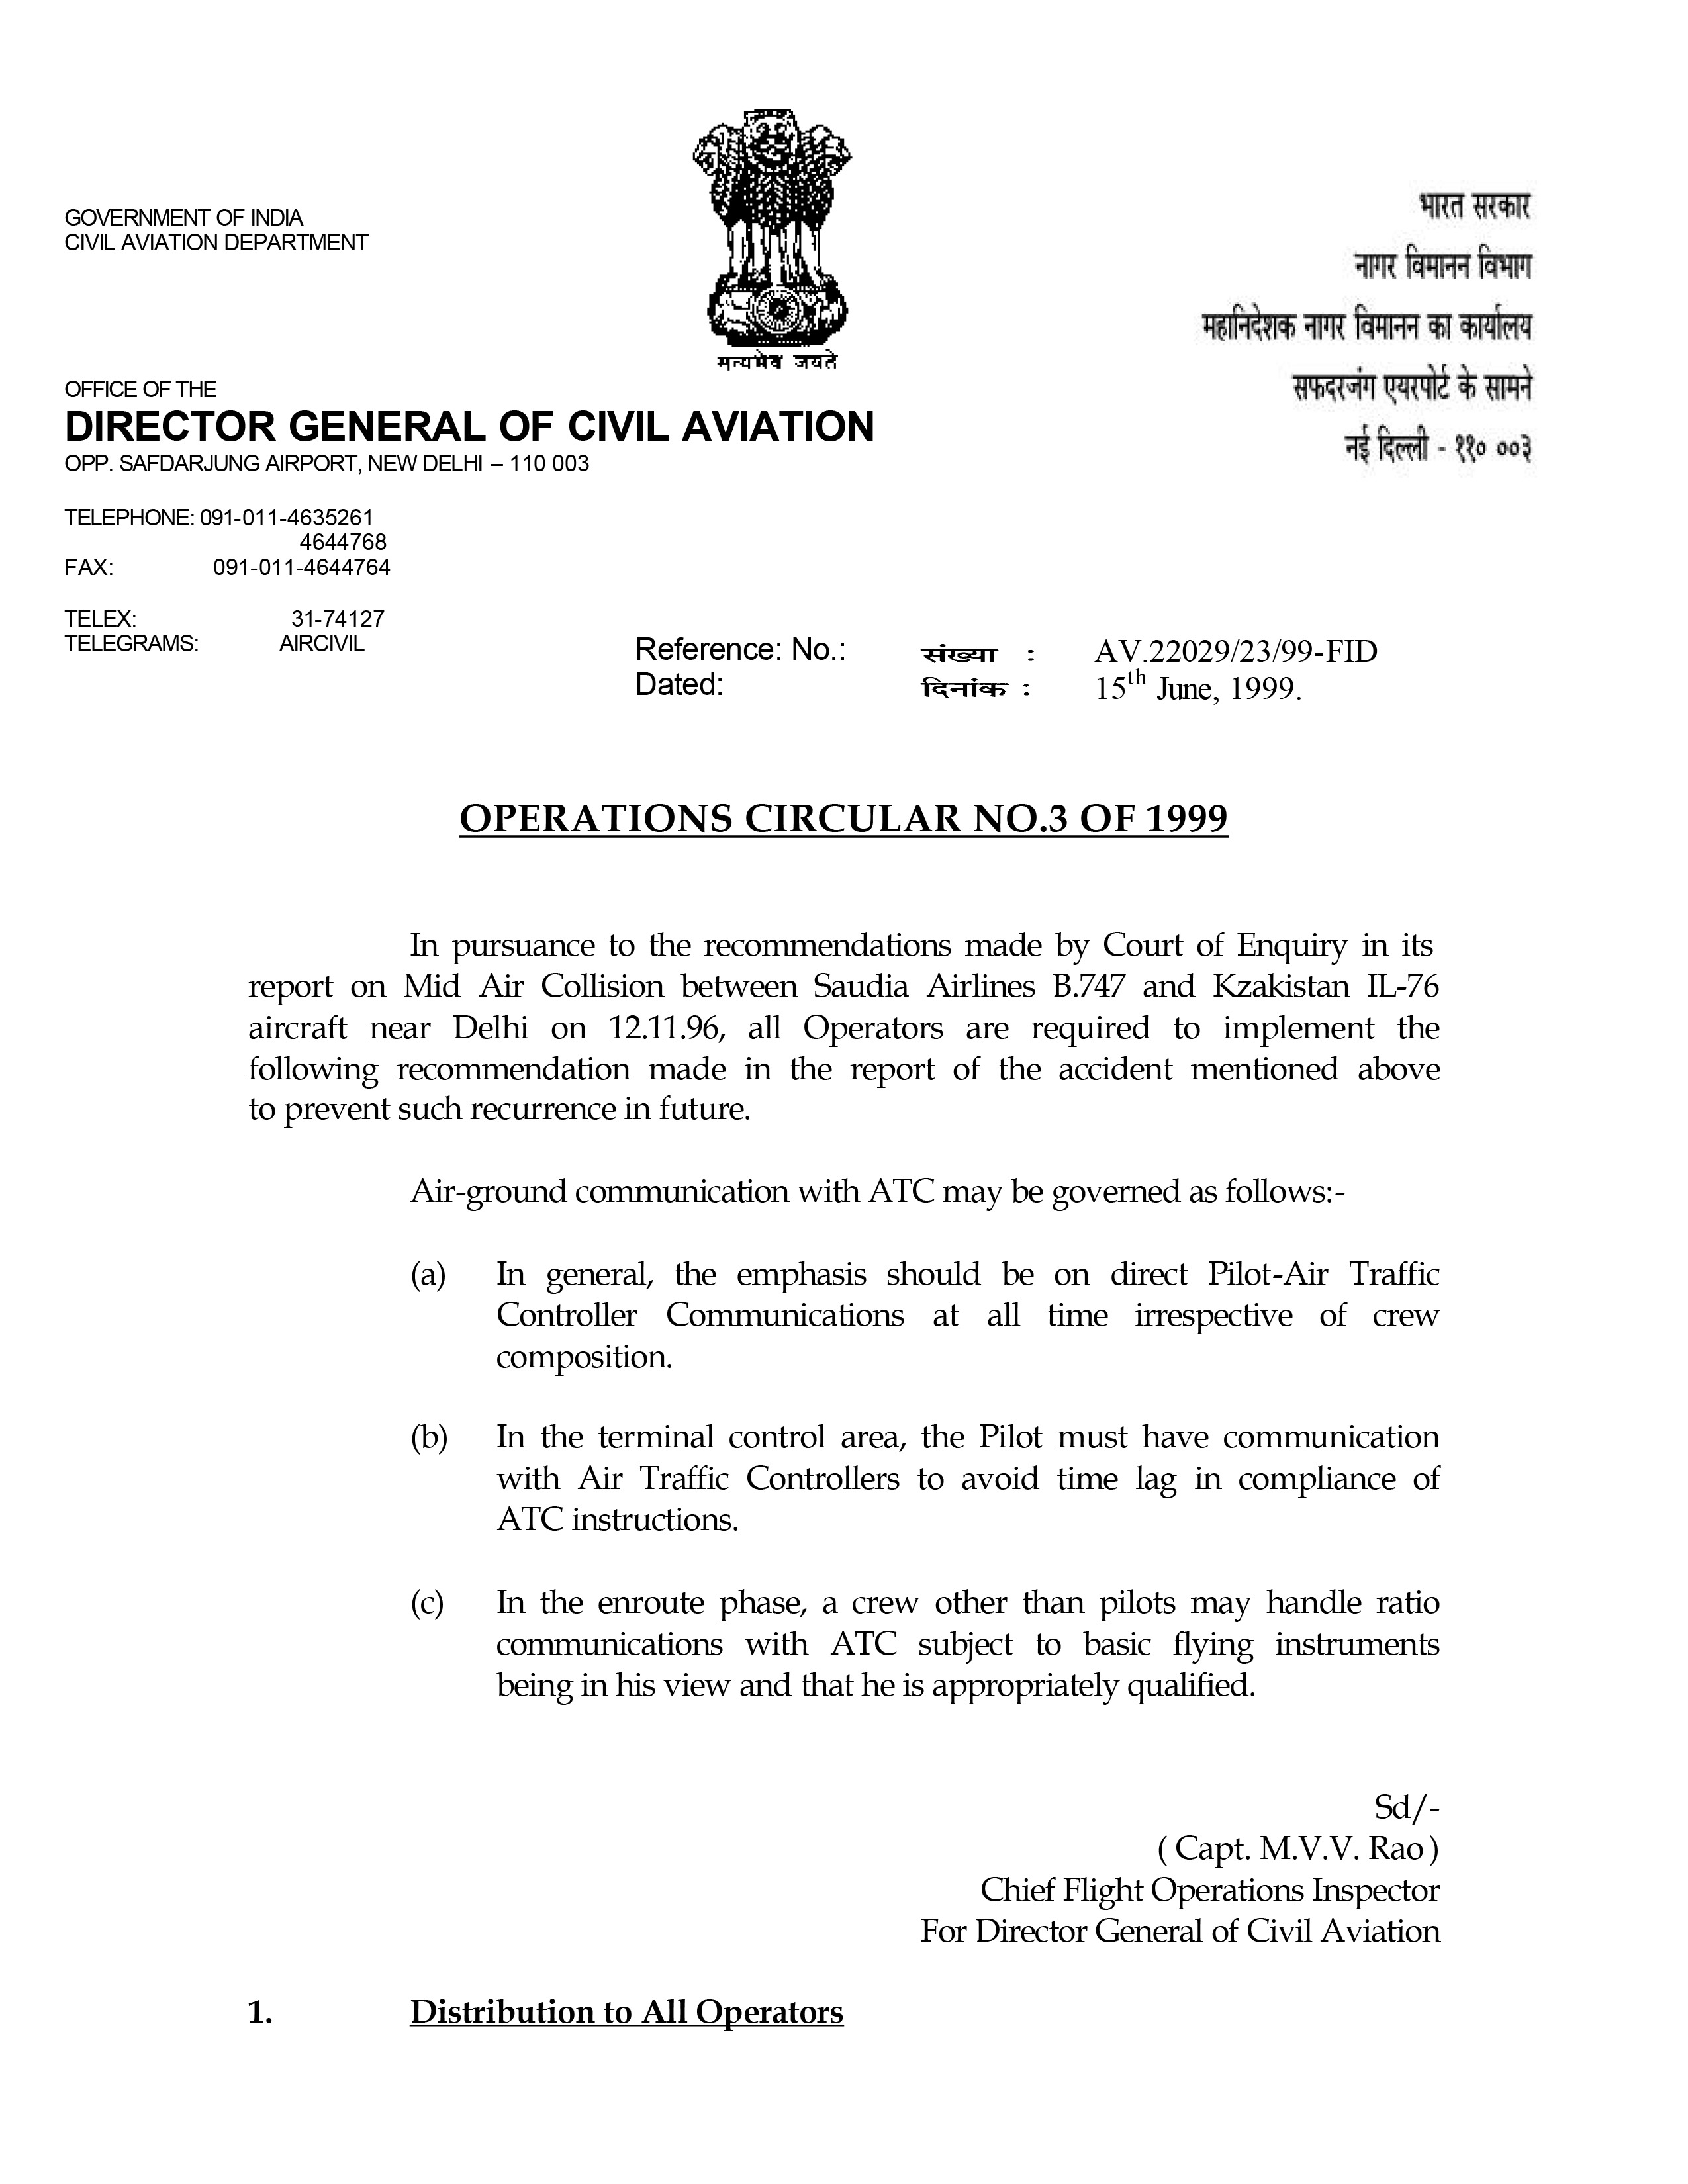 सत्यमेव जयते
GOVERNMENT OF INDIA
CIVIL AVIATION DEPARTMENT
भारत सरकार
नागर विमानन विभाग
महानिदेशक नागर विमानन का कार्यालय
सफदरजंग एयरपोर्ट के सामने
नई दिल्ली - ११० ००३
OFFICE OF THE
DIRECTOR GENERAL OF CIVIL AVIATION
OPP. SAFDARJUNG AIRPORT, NEW DELHI – 110 003
TELEPHONE: 091-011-4635261
4644768
FAX: 091-011-4644764
TELEX: 31-74127
TELEGRAMS: AIRCIVIL
Reference: No.: संख्या : AV.22029/23/99-FID
Dated: दिनांक : 15th June, 1999.
OPERATIONS CIRCULAR NO.3 OF 1999
In pursuance to the recommendations made by Court of Enquiry in its
report on Mid Air Collision between Saudia Airlines B.747 and Kzakistan IL-76
aircraft near Delhi on 12.11.96, all Operators are required to implement the
following recommendation made in the report of the accident mentioned above
to prevent such recurrence in future.
Air-ground communication with ATC may be governed as follows:-
(a) In general, the emphasis should be on direct Pilot-Air Traffic
Controller Communications at all time irrespective of crew
composition.
(b) In the terminal control area, the Pilot must have communication
with Air Traffic Controllers to avoid time lag in compliance of
ATC instructions.
(c) In the enroute phase, a crew other than pilots may handle ratio
communications with ATC subject to basic flying instruments
being in his view and that he is appropriately qualified.
Sd/-
( Capt. M.V.V. Rao )
Chief Flight Operations Inspector
For Director General of Civil Aviation
1. Distribution to All Operators